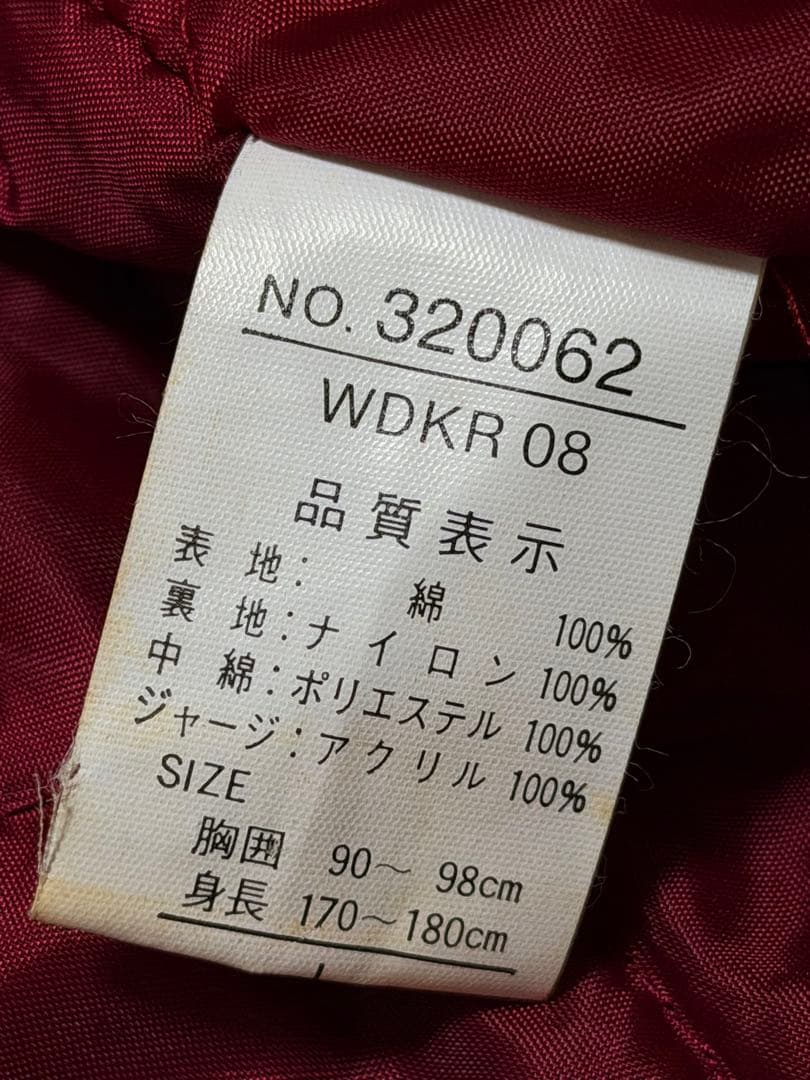 NO. 320062
WDKR 08
品質表示
表地: 綿 100%
裏地:ナイロン 100%
中綿:ポリエステル 100%
ジャージ:アクリル 100%
SIZE
胸囲 90〜 98cm
身長 170〜180cm